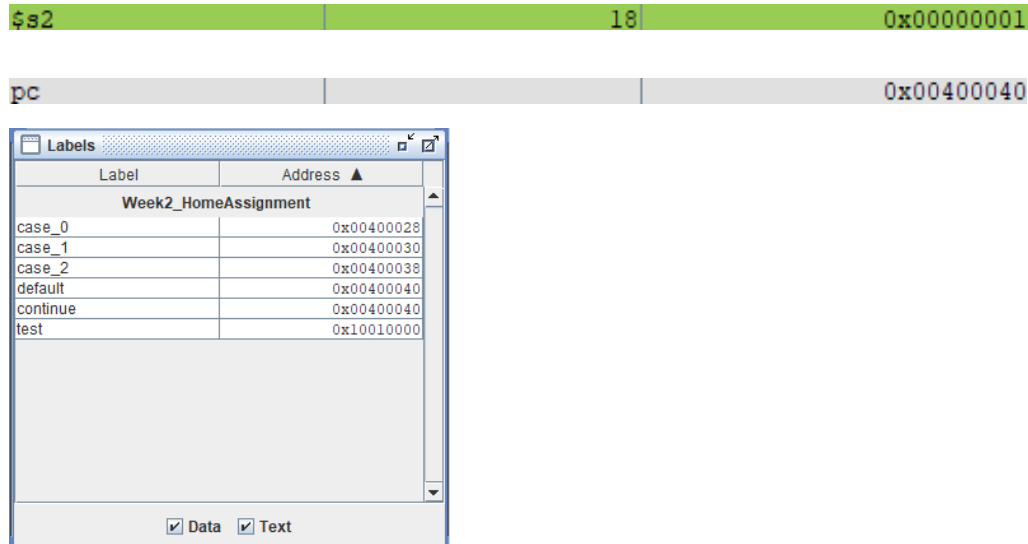 $s2 18 0x00000001
pc 0x00400040
Labels
Label Address ▲
Week2_HomeAssignment
case_0 0x00400028
case_1 0x00400030
case_2 0x00400038
default 0x00400040
continue 0x00400040
test 0x10010000
Data Text